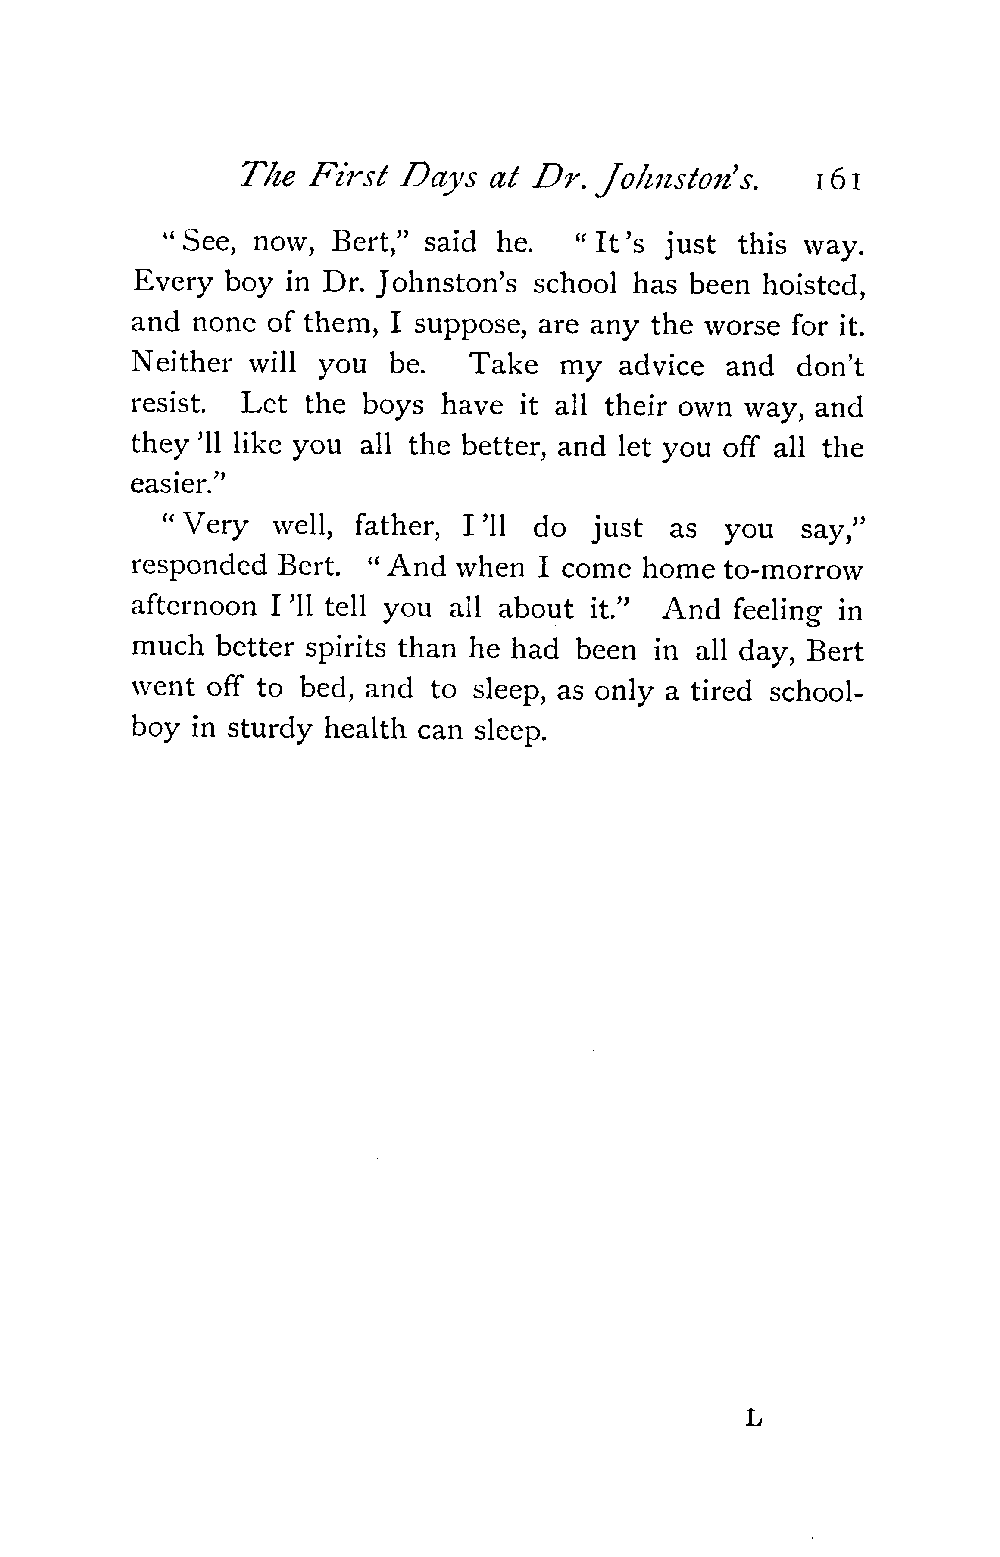 The First Days at Dr. Johnston's. 161
"See, now, Bert," said he. "It's just this way.
Every boy in Dr. Johnston's school has been hoisted,
and none of them, I suppose, are any the worse for it.
Neither will you be. Take my advice and don't
resist. Let the boys have it all their own way, and
they'll like you all the better, and let you off all the
easier."
"Very well, father, I'll do just as you say,"
responded Bert. "And when I come home to-morrow
afternoon I'll tell you all about it." And feeling in
much better spirits than he had been in all day, Bert
went off to bed, and to sleep, as only a tired school-
boy in sturdy health can sleep.
L